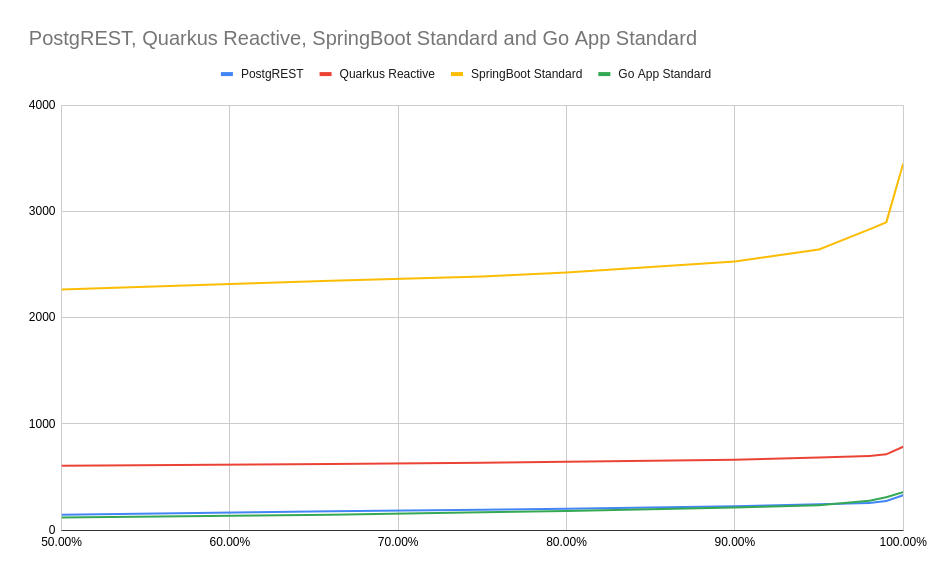 PostgREST, Quarkus Reactive, SpringBoot Standard and Go App Standard
PostgREST Quarkus Reactive SpringBoot Standard Go App Standard
4000
3000
2000
1000
0
50.00% 60.00% 70.00% 80.00% 90.00% 100.00%